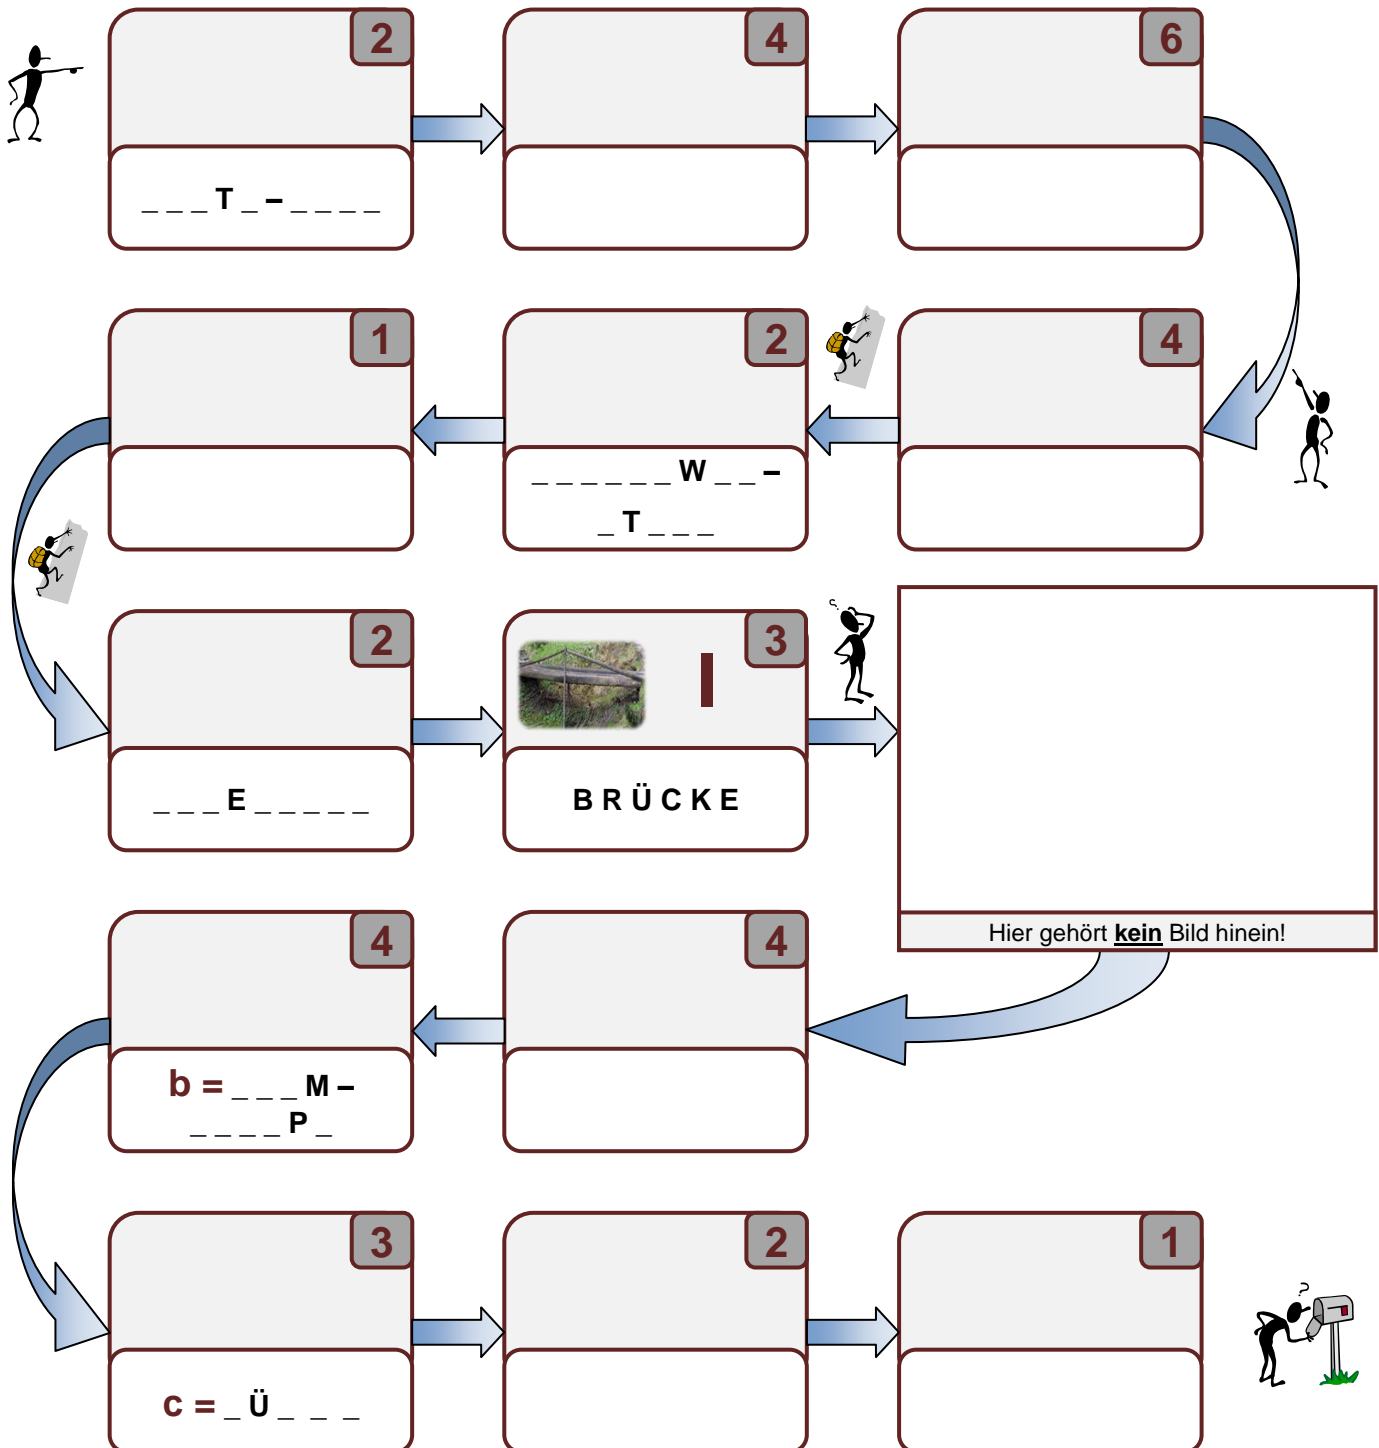 2
4
6
_ _ _ T _ – _ _ _ _
1
2
4
_ _ _ _ _ _ W _ _ –
_ T _ _ _
2
I
3
_ _ _ E _ _ _ _ _
B R Ü C K E
Hier gehört kein Bild hinein!
4
4
b = _ _ _ M –
_ _ _ _ P _
3
2
1
c = _ Ü _ _ _